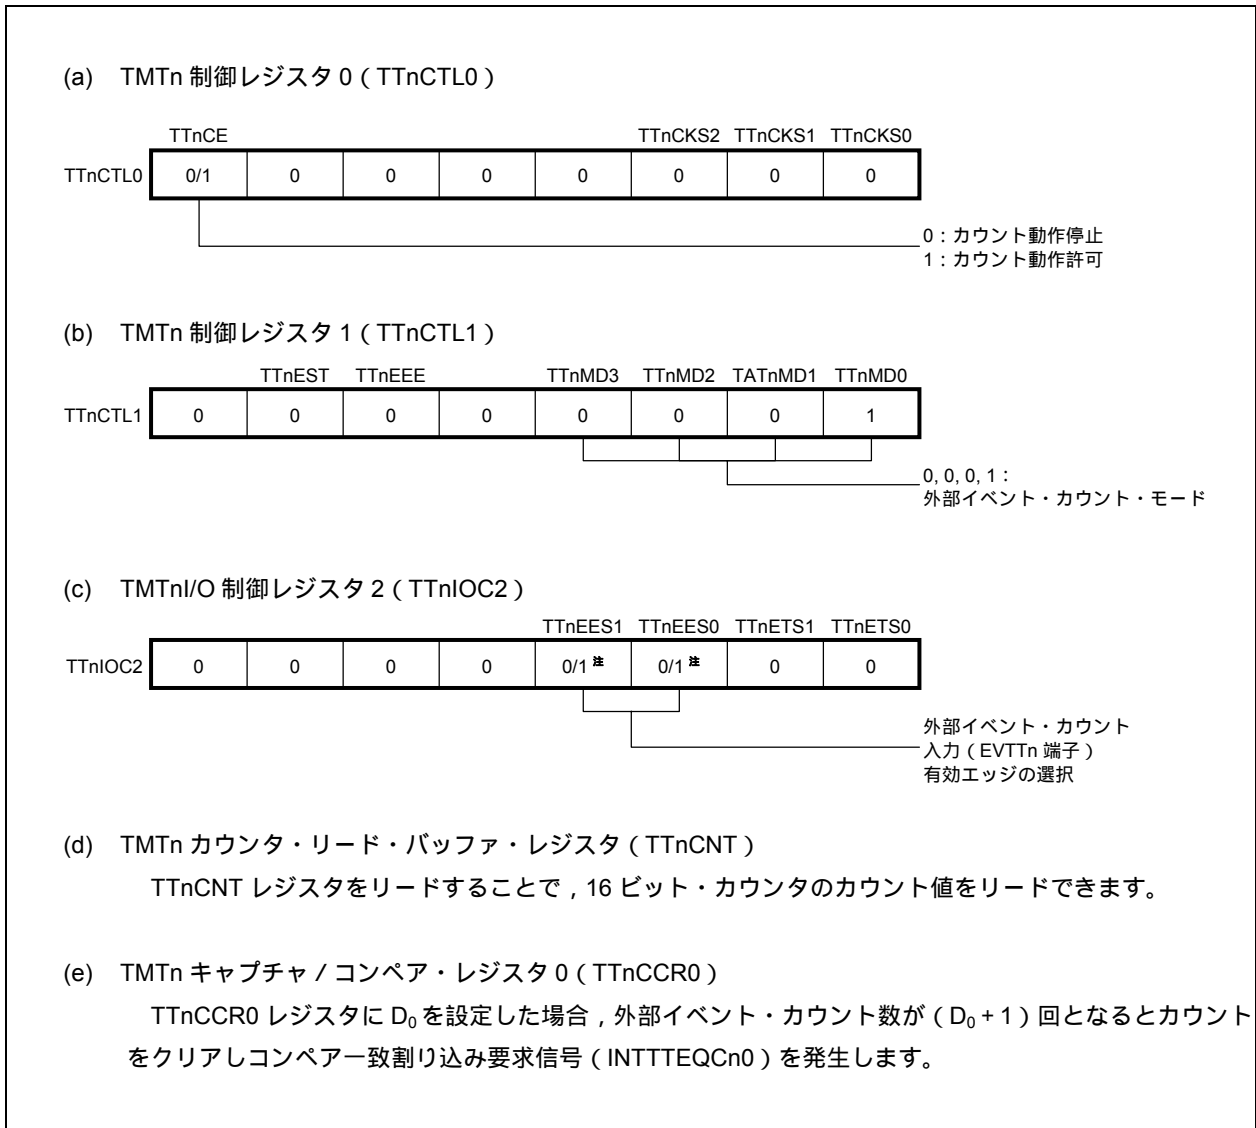 (a) TMTn 制御レジスタ 0（TTnCTL0）
TTnCE TTnCKS2 TTnCKS1 TTnCKS0
TTnCTL0 0/1 0 0 0 0 0 0 0
0：カウント動作停止
1：カウント動作許可
(b) TMTn 制御レジスタ 1（TTnCTL1）
TTnEST TTnEEE TTnMD3 TTnMD2 TATnMD1 TTnMD0
TTnCTL1 0 0 0 0 0 0 0 1
0, 0, 0, 1：
外部イベント・カウント・モード
(c) TMTnI/O 制御レジスタ 2（TTnIOC2）
TTnEES1 TTnEES0 TTnETS1 TTnETS0
TTnIOC2 0 0 0 0 0/1 注 0/1 注 0 0
外部イベント・カウント
入力（EVTTn 端子）
有効エッジの選択
(d) TMTn カウンタ・リード・バッファ・レジスタ（TTnCNT）
TTnCNT レジスタをリードすることで，16 ビット・カウンタのカウント値をリードできます。
(e) TMTn キャプチャ／コンペア・レジスタ 0（TTnCCR0）
TTnCCR0 レジスタに D₀ を設定した場合，外部イベント・カウント数が（D₀ + 1）回となるとカウント
をクリアしコンペア一致割り込み要求信号（INTTTEQCn0）を発生します。